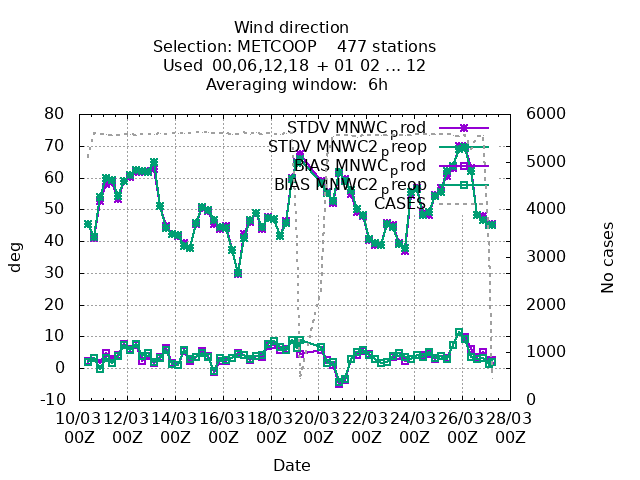 Wind direction
Selection: METCOOP 477 stations
Used 00,06,12,18 + 01 02 ... 12
Averaging window: 6h
80 6000
70 5000
60 4000
50 3000
40 2000
30 1000
20 0
10
0
-10
STDV MNWC_prod
STDV MNWC2_preop
BIAS MNWC_prod
BIAS MNWC2_preop
CASES
deg
No cases
10/03 12/03 14/03 16/03 18/03 20/03 22/03 24/03 26/03 28/03
00Z 00Z 00Z 00Z 00Z 00Z 00Z 00Z 00Z 00Z
Date